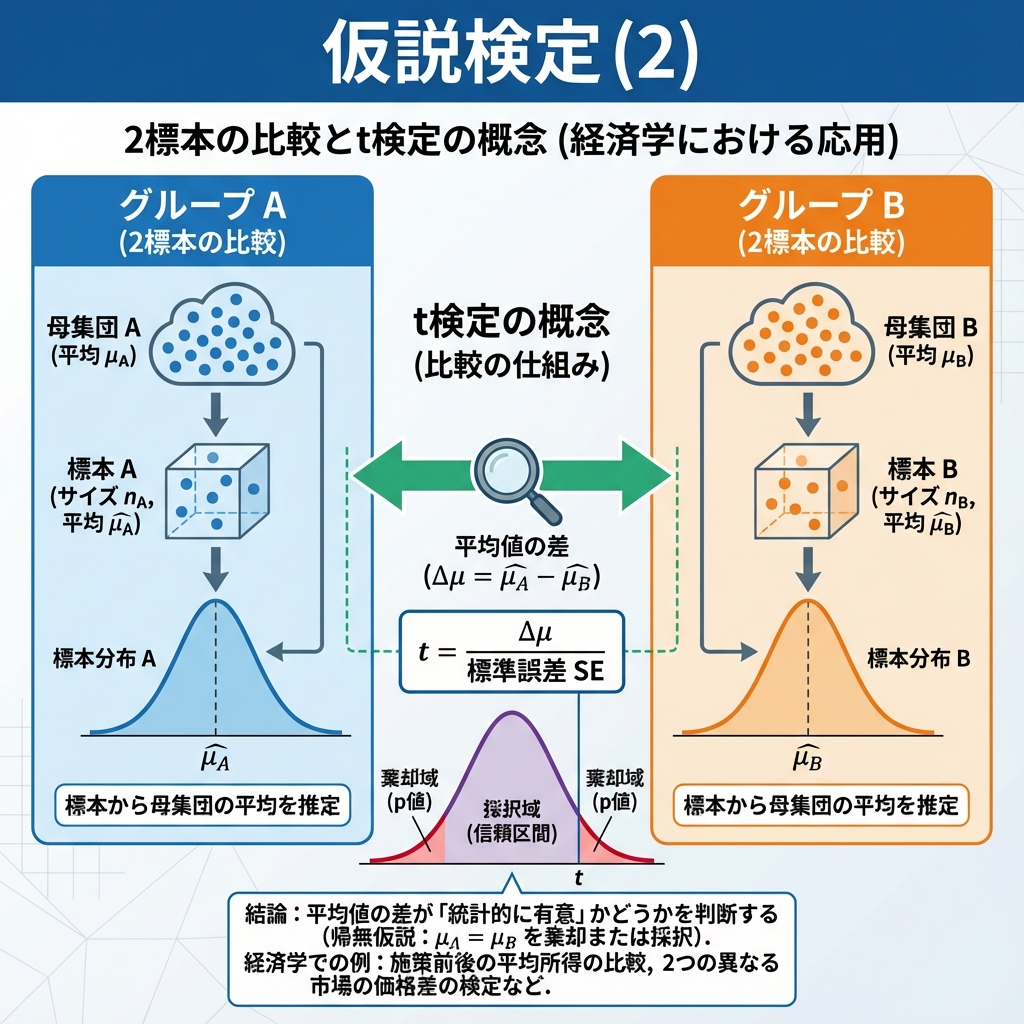 仮説検定 (2)
2標本の比較とt検定の概念 (経済学における応用)
グループ A
(2標本の比較)
母集団 A
(平均 μA)
標本 A
(サイズ nA,
平均 μ̂A)
標本分布 A
μ̂A
標本から母集団の平均を推定
t検定の概念
(比較の仕組み)
平均値の差
(Δμ = μ̂A − μ̂B)
t = Δμ / 標準誤差 SE
棄却域
(p値)
採択域
(信頼区間)
棄却域
(p値)
t
グループ B
(2標本の比較)
母集団 B
(平均 μB)
標本 B
(サイズ nB,
平均 μ̂B)
標本分布 B
μ̂B
標本から母集団の平均を推定
結論：平均値の差が「統計的に有意」かどうかを判断する
(帰無仮説：μA = μB を棄却または採択).
経済学での例：施策前後の平均所得の比較, 2つの異なる
市場の価格差の検定など.